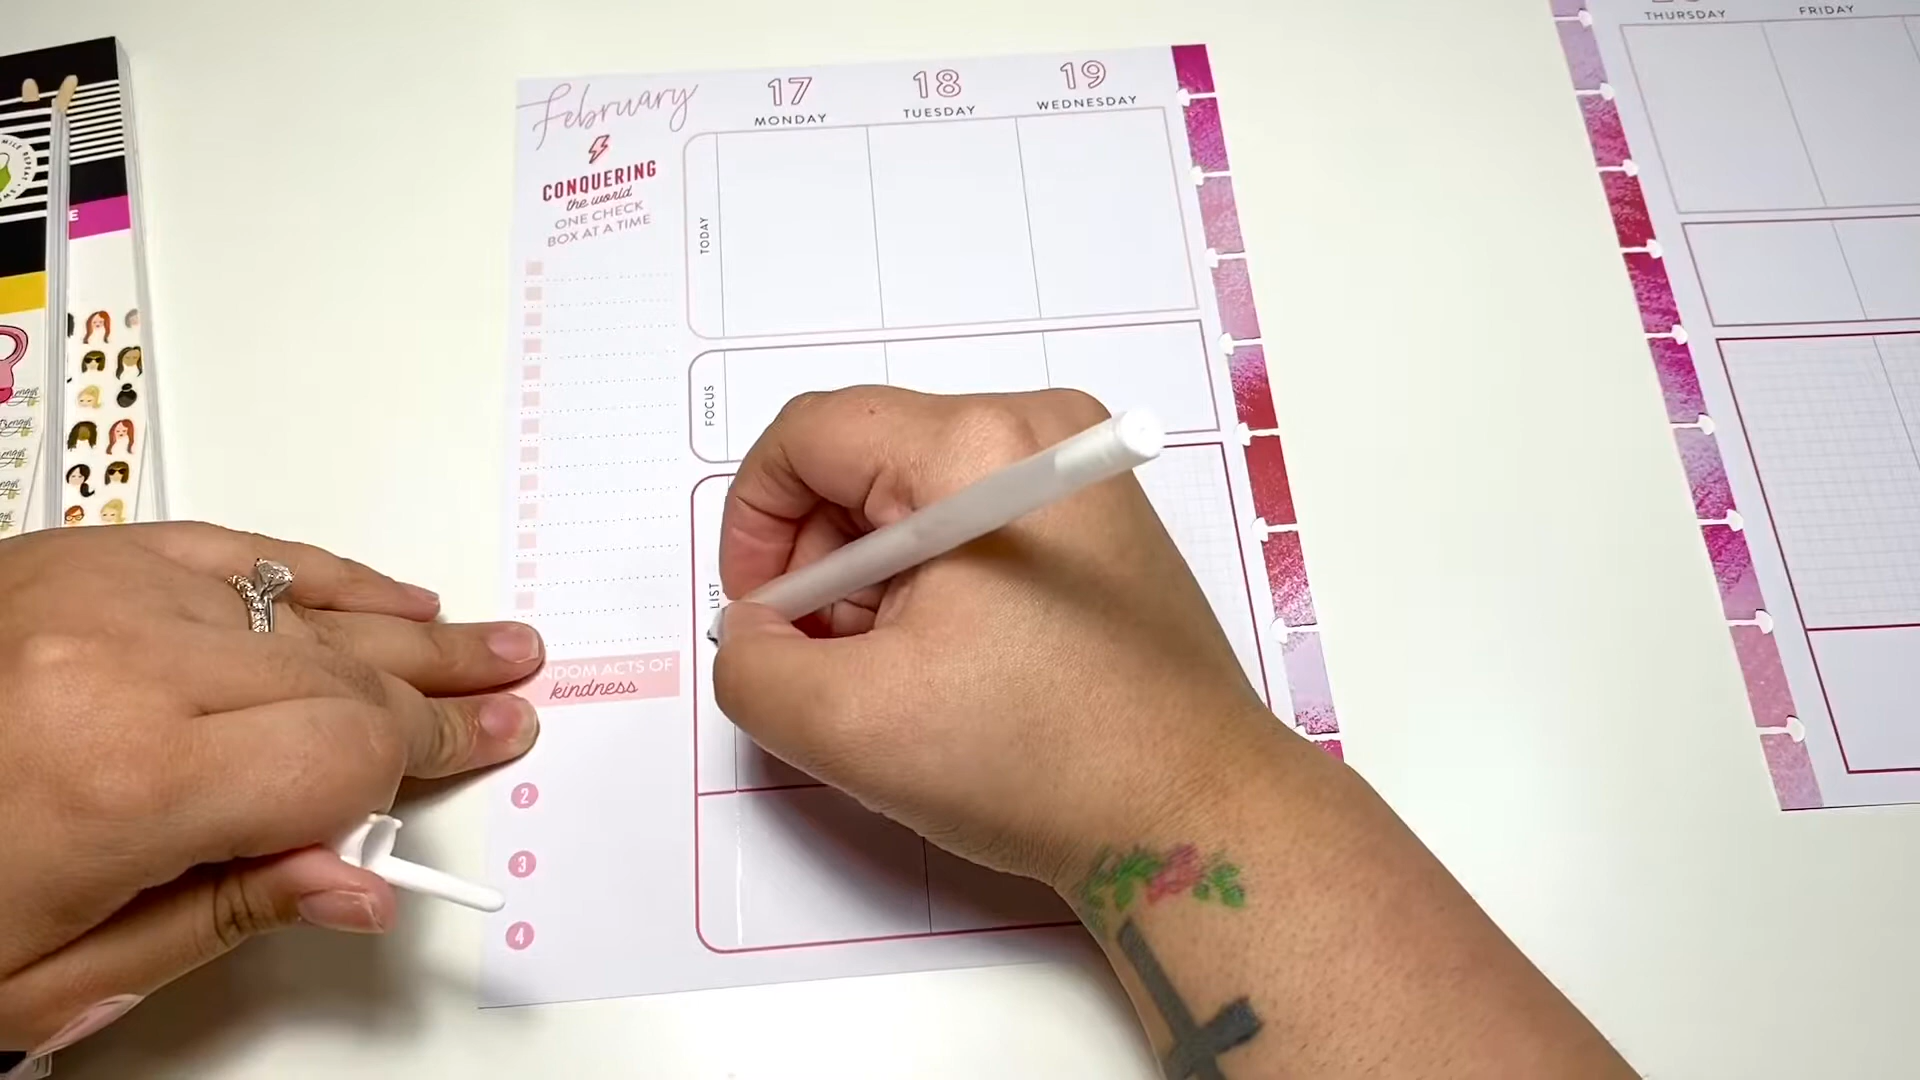 February
17
MONDAY
18
TUESDAY
19
WEDNESDAY
THURSDAY
FRIDAY
CONQUERING
the world
ONE CHECK
BOX AT A TIME
TODAY
FOCUS
LIST
NDOM ACTS OF
kindness
2
3
4
E